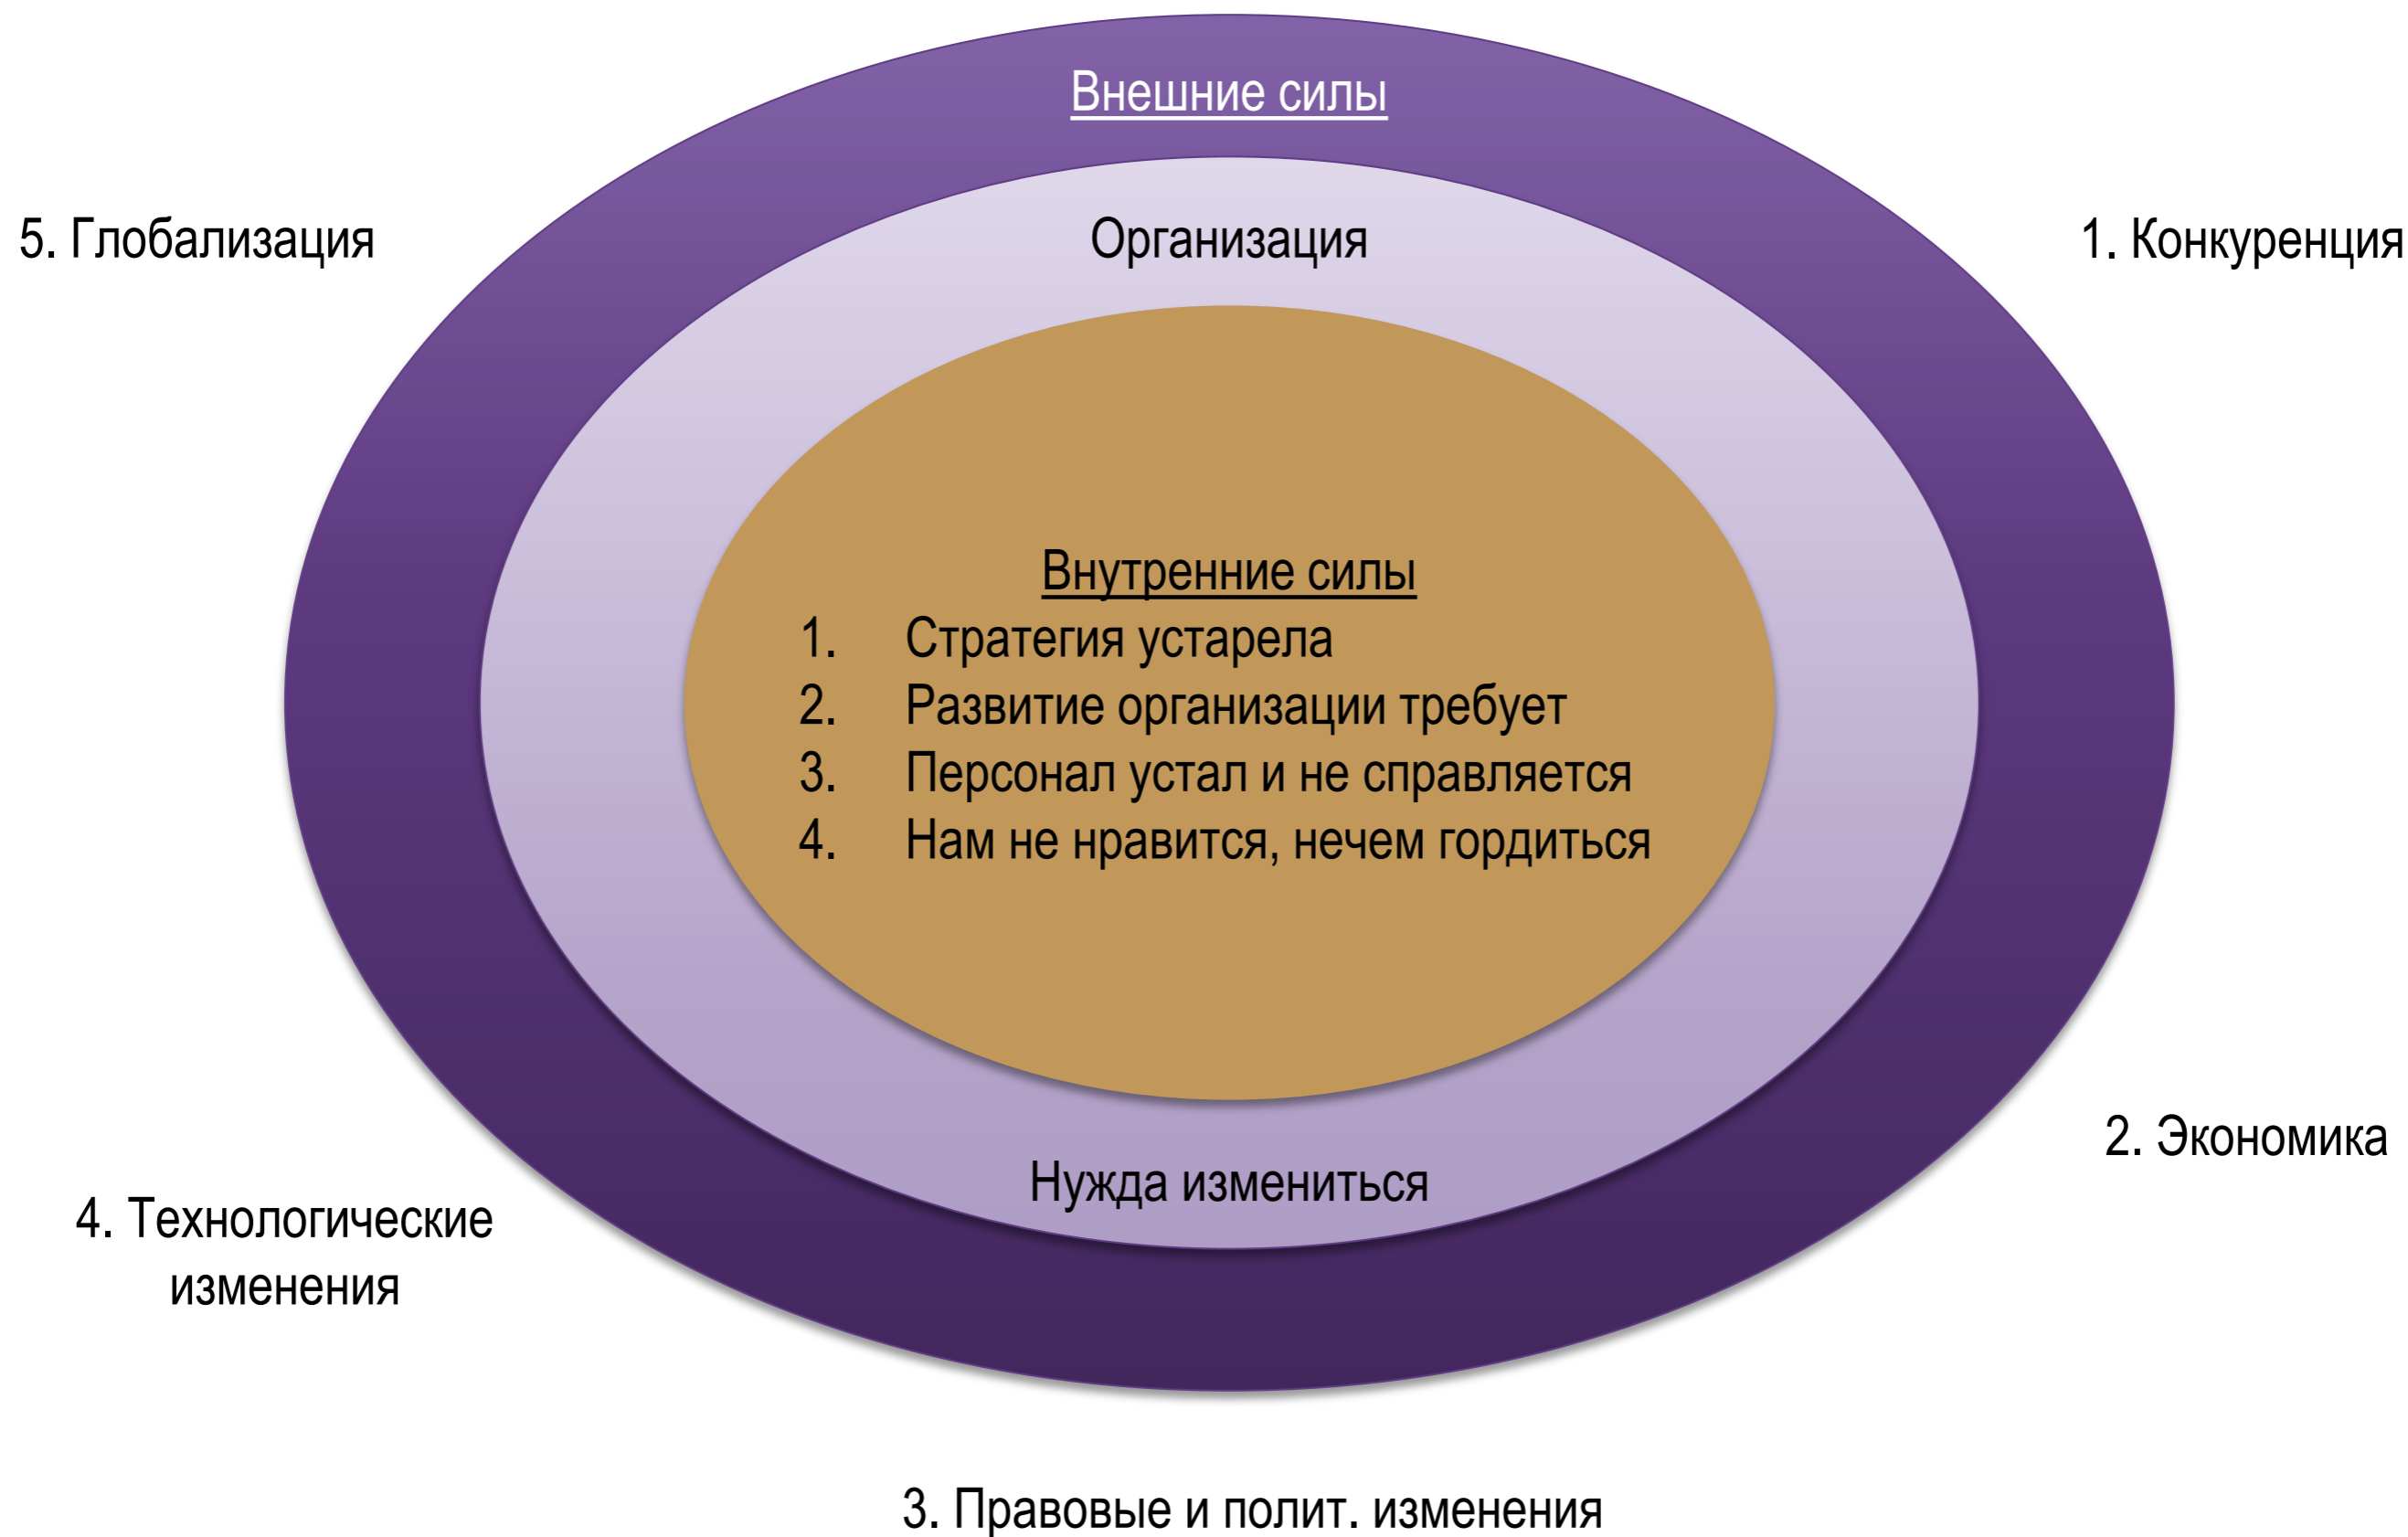 Внешние силы
5. Глобализация
Организация
1. Конкуренция
Внутренние силы
1. Стратегия устарела
2. Развитие организации требует
3. Персонал устал и не справляется
4. Нам не нравится, нечем гордиться
2. Экономика
Нужда измениться
4. Технологические
изменения
3. Правовые и полит. изменения